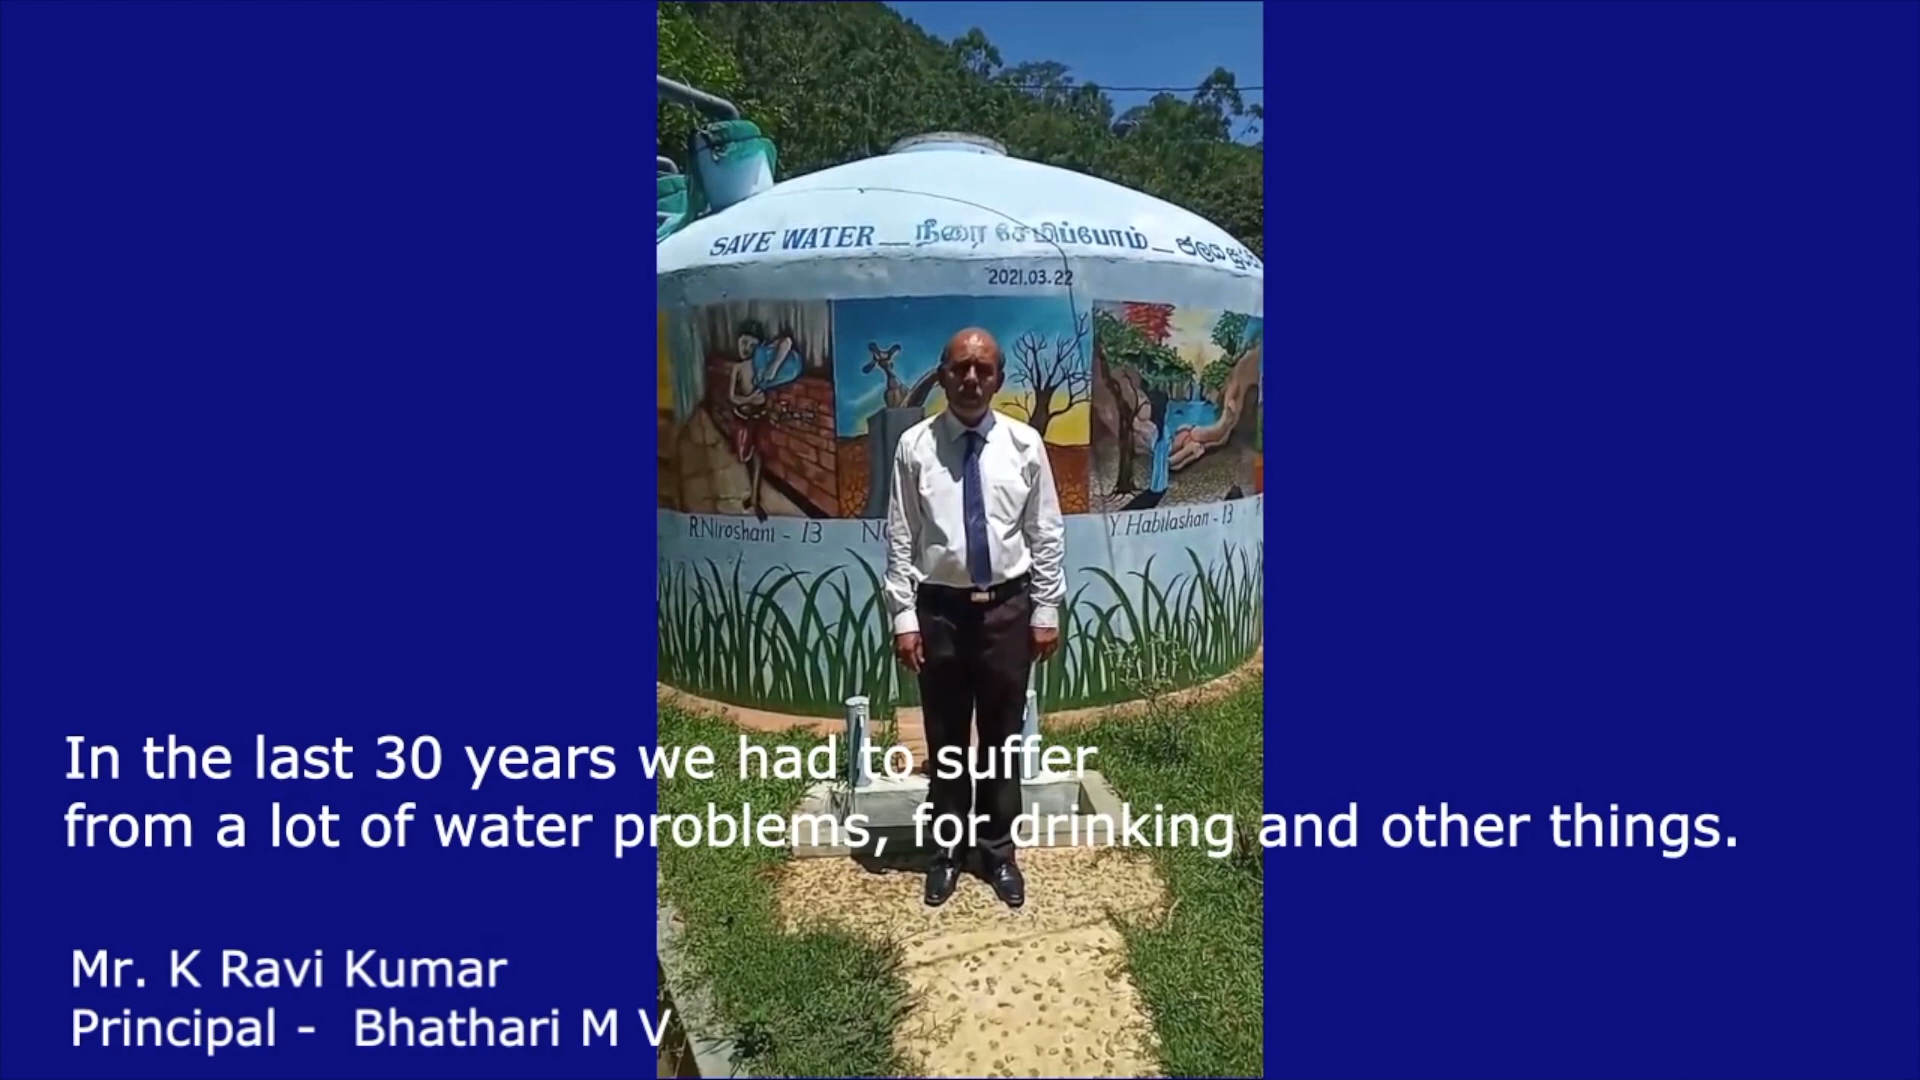 SAVE WATER _ நீரை சேமிப்போம் _ ජලය සුර
2021.03.22
R.Niroshani - 13
Y. Habilashan - 13
In the last 30 years we had to suffer
from a lot of water problems, for drinking and other things.
Mr. K Ravi Kumar
Principal - Bhathari M V